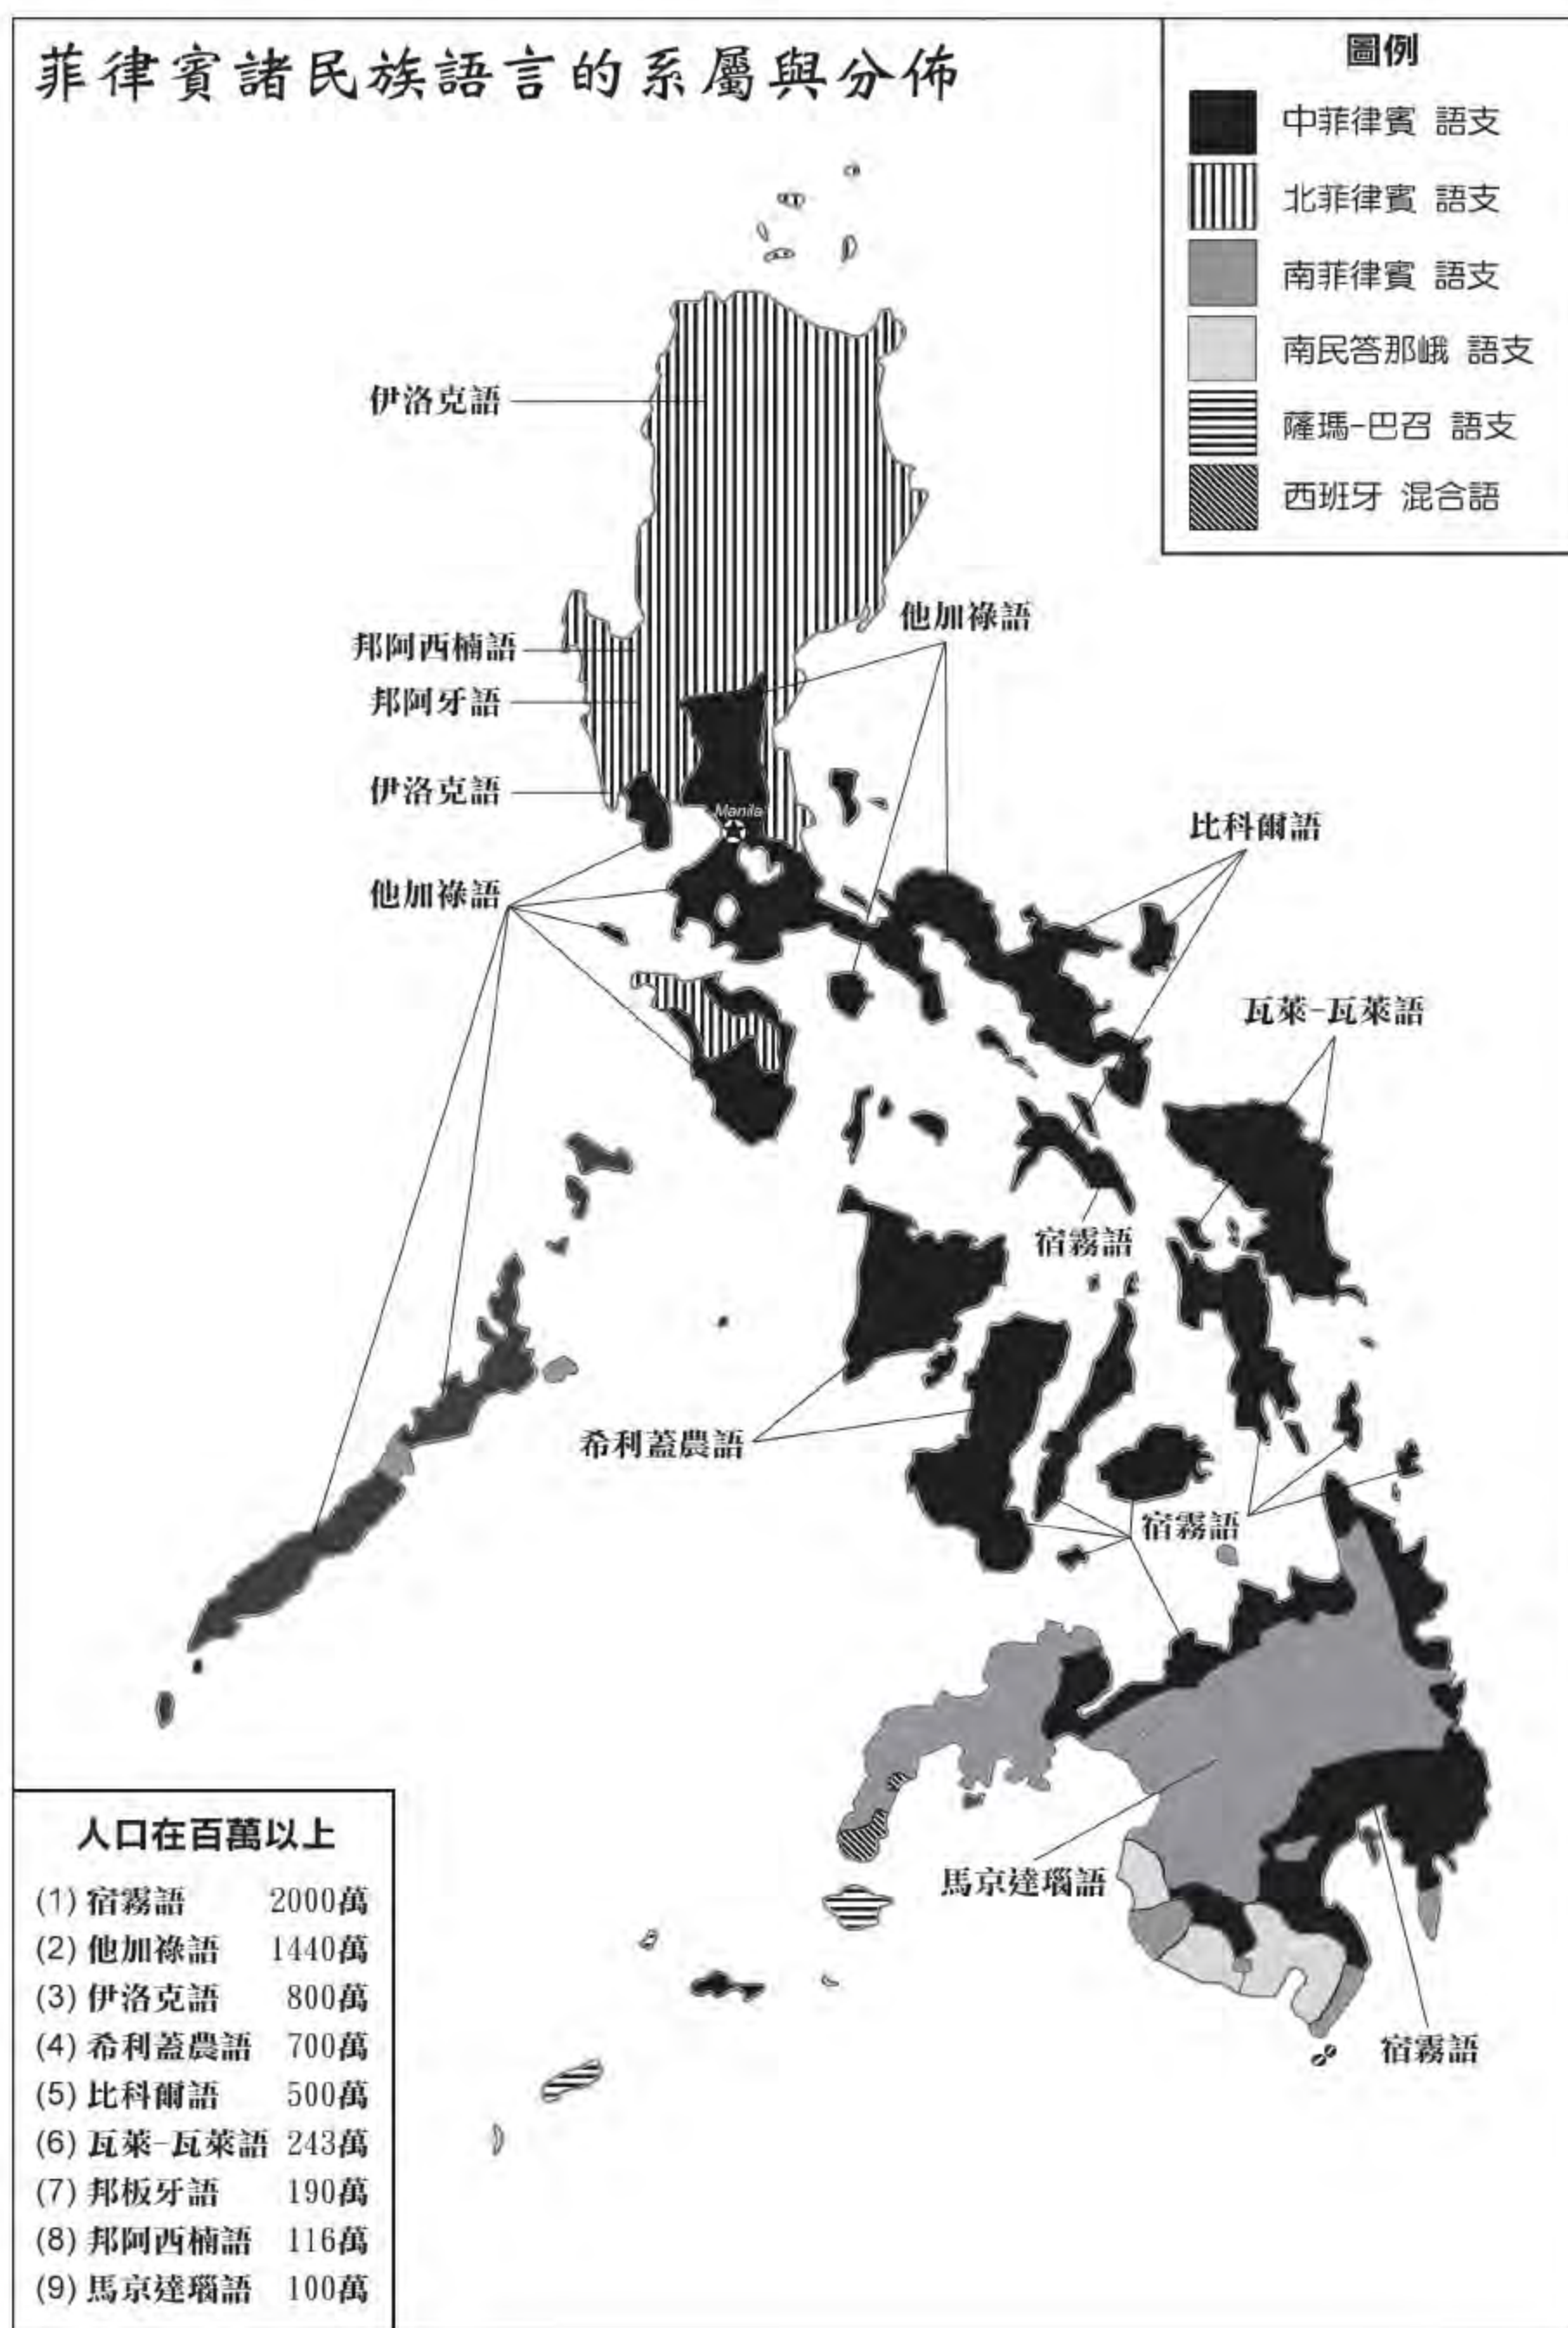 菲律賓諸民族語言的系屬與分佈
圖例
中菲律賓 語支
北菲律賓 語支
南菲律賓 語支
南民答那峨 語支
薩瑪-巴召 語支
西班牙 混合語
伊洛克語
他加祿語
邦阿西楠語
邦阿牙語
伊洛克語
Manila
比科爾語
他加祿語
瓦萊-瓦萊語
宿霧語
希利蓋農語
宿霧語
馬京達瑙語
宿霧語
人口在百萬以上
(1) 宿霧語 2000萬
(2) 他加祿語 1440萬
(3) 伊洛克語 800萬
(4) 希利蓋農語 700萬
(5) 比科爾語 500萬
(6) 瓦萊-瓦萊語 243萬
(7) 邦板牙語 190萬
(8) 邦阿西楠語 116萬
(9) 馬京達瑙語 100萬